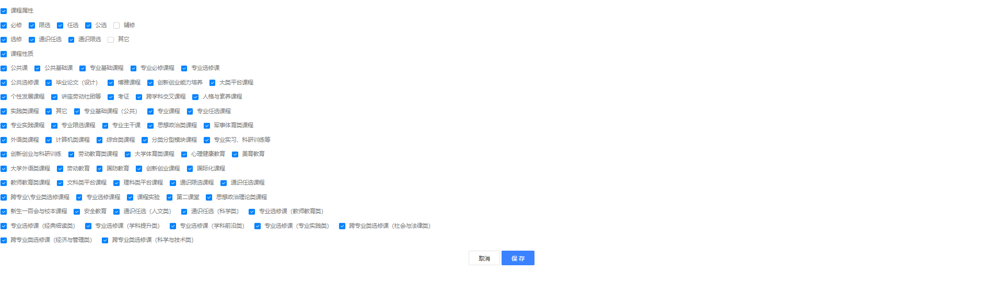 课程属性
必修 限选 任选 公选 辅修
选修 通识任选 通识限选 其它
课程性质
公共课 公共基础课 专业基础课程 专业必修课程 专业选修课
公共选修课 毕业论文（设计） 博雅课程 创新创业能力培养 大类平台课程
个性发展课程 讲座劳动社团等 考证 跨学科交叉课程 人格与素养课程
实践类课程 其它 专业基础课程（公共） 专业课程 专业任选课程
专业实践课程 专业限选课程 专业主干课 思想政治类课程 军事体育类课程
外语类课程 计算机类课程 综合类课程 分类分型模块课程 专业实习、科研训练等
创新创业与科研训练 劳动教育类课程 大学体育类课程 心理健康教育 美育教育
大学外语类课程 劳动教育 国防教育 创新创业课程 国际化课程
教师教育类课程 文科类平台课程 理科类平台课程 通识限选课程 通识任选课程
跨专业\专业类选修课程 专业选修课程 课程实验 第二课堂 思想政治理论类课程
新生一百会与校本课程 安全教育 通识任选（人文类） 通识任选（科学类） 专业选修课（教师教育类）
专业选修课（经典细读类） 专业选修课（学科提升类） 专业选修课（学科前沿类） 专业选修课（专业实践类） 跨专业类选修课（社会与法律类）
跨专业类选修课（经济与管理类） 跨专业类选修课（科学与技术类）
取消 保存